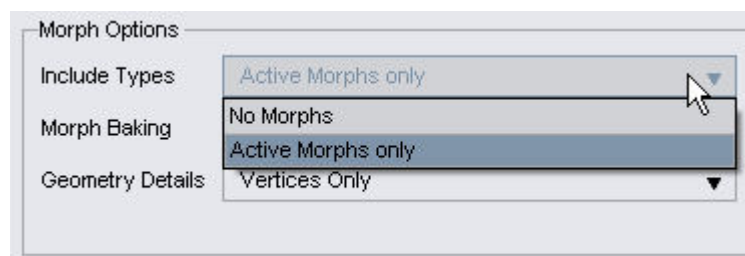 Morph Options
Include Types Active Morphs only
No Morphs
Morph Baking
Active Morphs only
Geometry Details Vertices Only